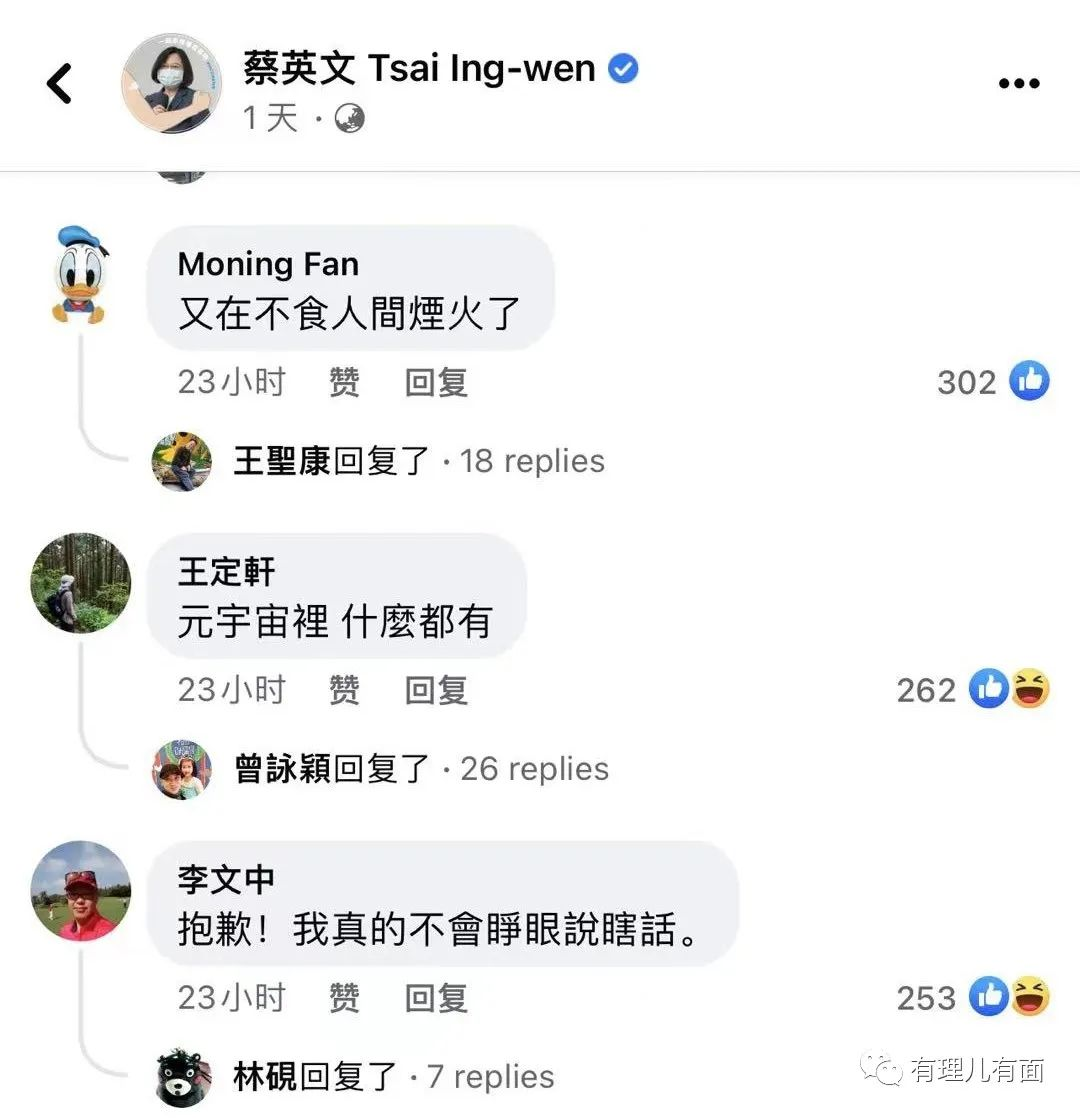 蔡英文 Tsai Ing-wen
1 天 ·
Moning Fan
又在不食人間煙火了
23小时 赞 回复 302
王聖康回复了 · 18 replies
王定軒
元宇宙裡 什麼都有
23小时 赞 回复 262
曾詠穎回复了 · 26 replies
李文中
抱歉！我真的不會睜眼說瞎話。
23小时 赞 回复 253
林硯回复了 · 7 replies
有理儿有面